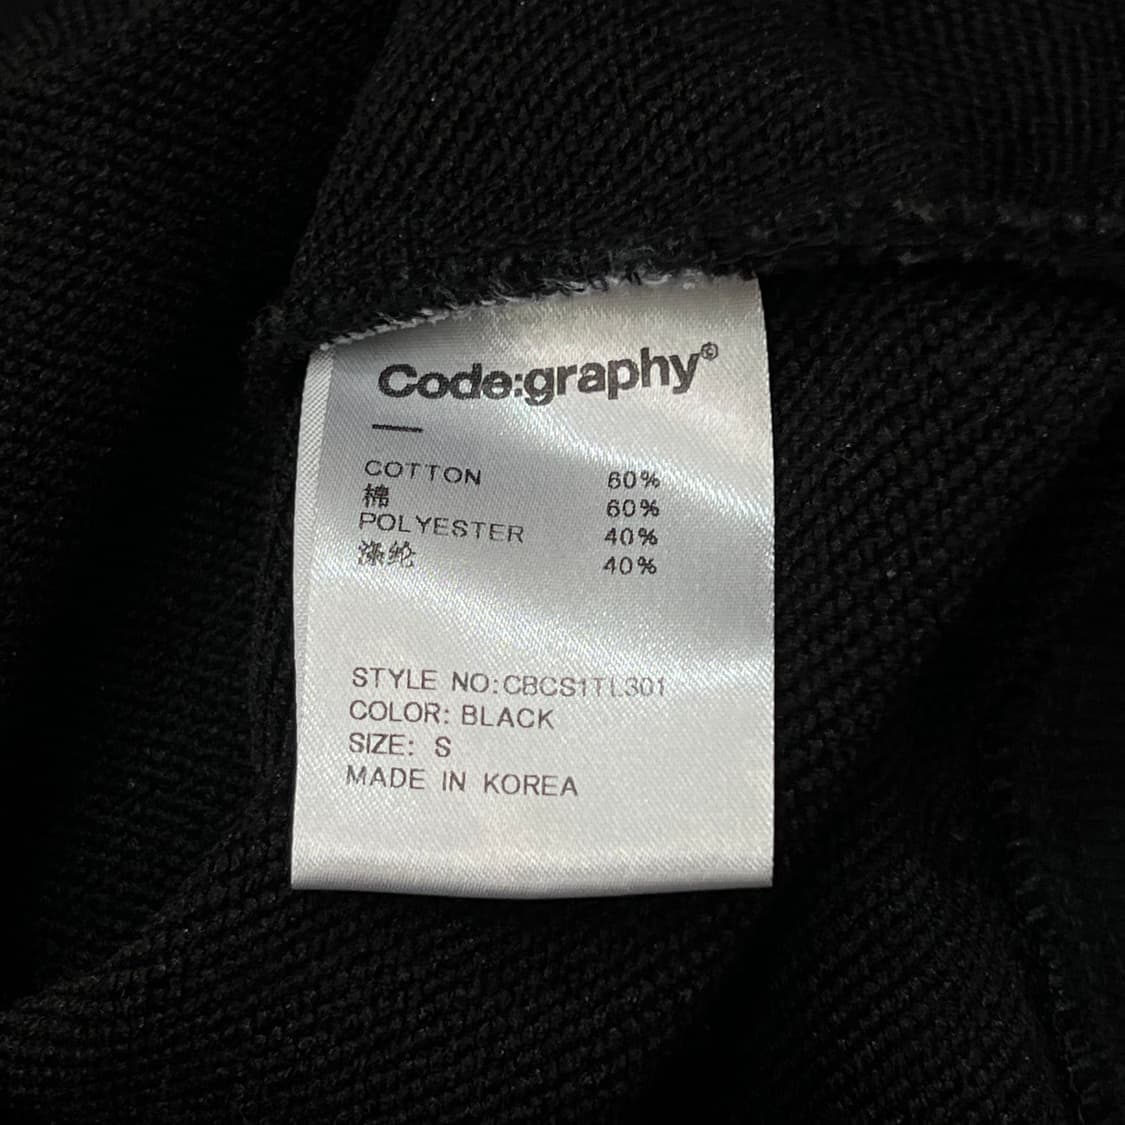 Code:graphy©
—
COTTON 60%
棉 60%
POLYESTER 40%
涤纶 40%
STYLE NO:CBCS1TL301
COLOR: BLACK
SIZE: S
MADE IN KOREA